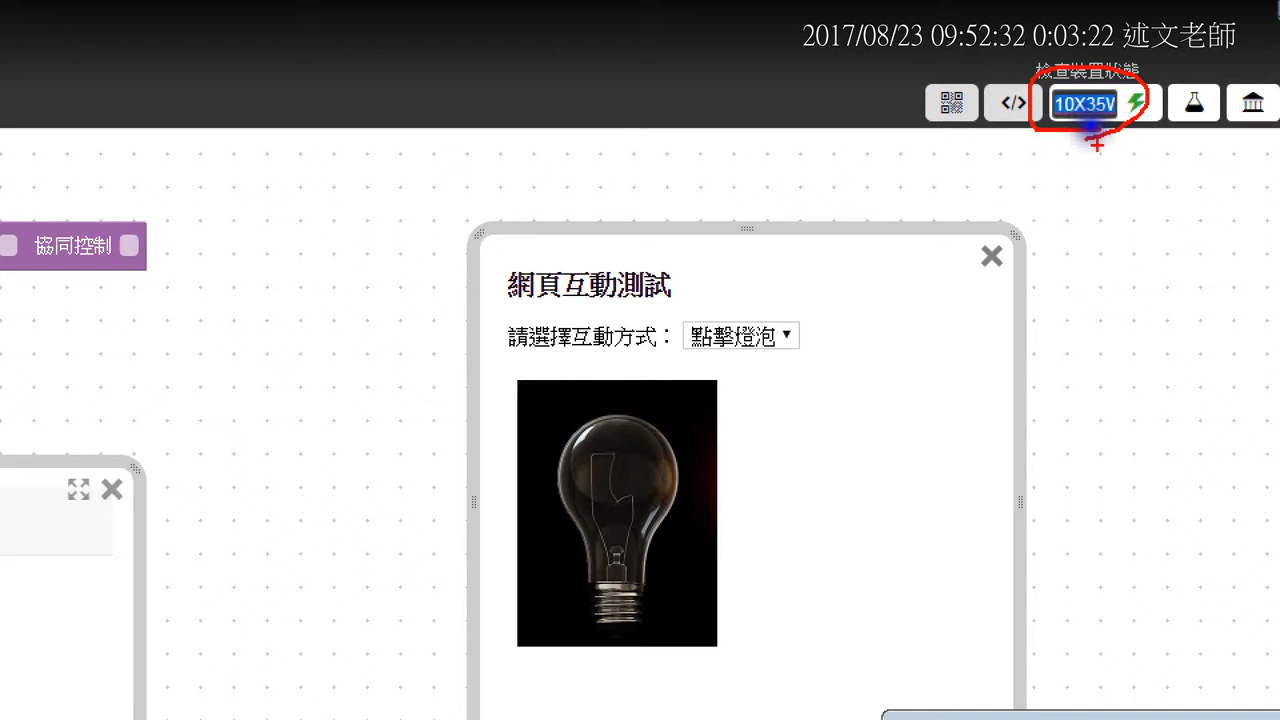 2017/08/23 09:52:32 0:03:22 述文老師
檢查裝置狀態
</> 10X35V
協同控制
網頁互動測試
請選擇互動方式： 點擊燈泡